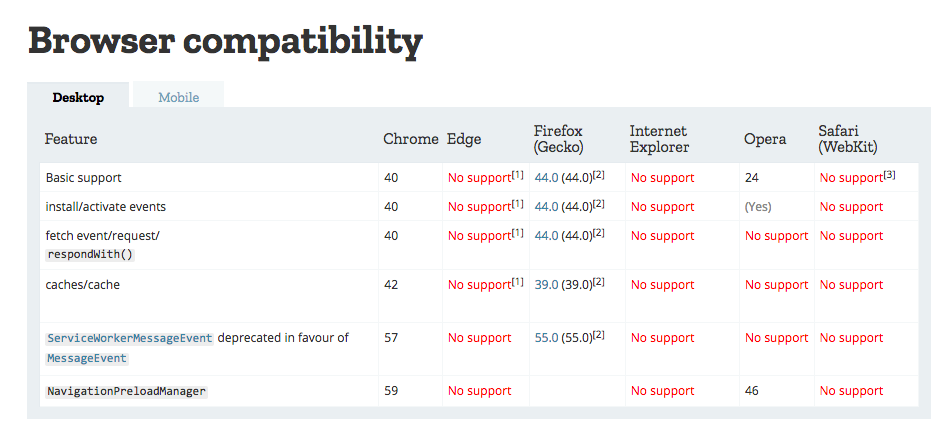 Browser compatibility
Desktop Mobile
Feature Chrome Edge Firefox (Gecko) Internet Explorer Opera Safari (WebKit)
Basic support 40 No support[1] 44.0 (44.0)[2] No support 24 No support[3]
install/activate events 40 No support[1] 44.0 (44.0)[2] No support (Yes) No support
fetch event/request/ 40 No support[1] 44.0 (44.0)[2] No support No support No support
respondWith()
caches/cache 42 No support[1] 39.0 (39.0)[2] No support No support No support
ServiceWorkerMessageEvent deprecated in favour of 57 No support 55.0 (55.0)[2] No support No support No support
MessageEvent
NavigationPreloadManager 59 No support No support 46 No support